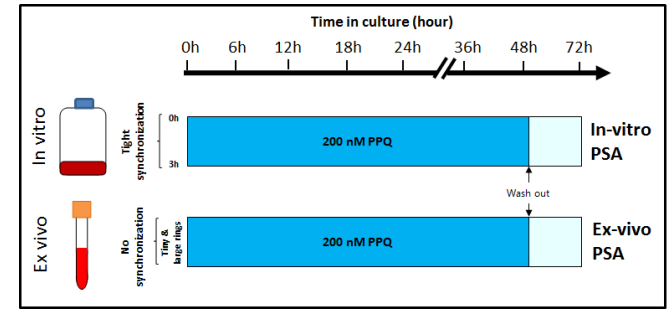 Time in culture (hour)
0h 6h 12h 18h 24h 36h 48h 72h
In vitro
Tight
synchronization
0h
3h
200 nM PPQ
In-vitro
PSA
Wash out
Ex vivo
No
synchronization
Tiny &
large rings
200 nM PPQ
Ex-vivo
PSA